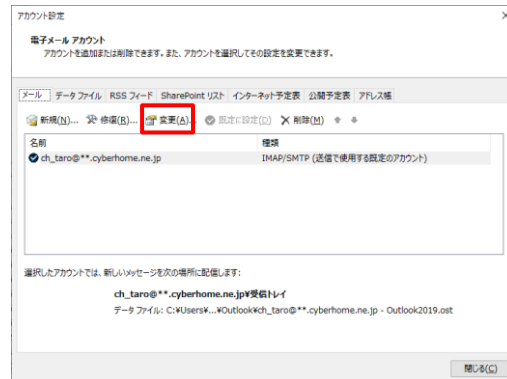 アカウント設定
×
電子メール アカウント
アカウントを追加または削除できます。また、アカウントを選択してその設定を変更できます。
メール データ ファイル RSS フィード SharePoint リスト インターネット予定表 公開予定表 アドレス帳
新規(N)... 修復(R)... 変更(A)... 既定に設定(D) 削除(M)
名前 種類
ch_taro@**.cyberhome.ne.jp IMAP/SMTP (送信で使用する既定のアカウント)
選択したアカウントでは、新しいメッセージを次の場所に配信します:
ch_taro@**.cyberhome.ne.jp¥受信トレイ
データ ファイル: C:¥Users¥...¥Outlook¥ch_taro@**.cyberhome.ne.jp - Outlook2019.ost
閉じる(C)